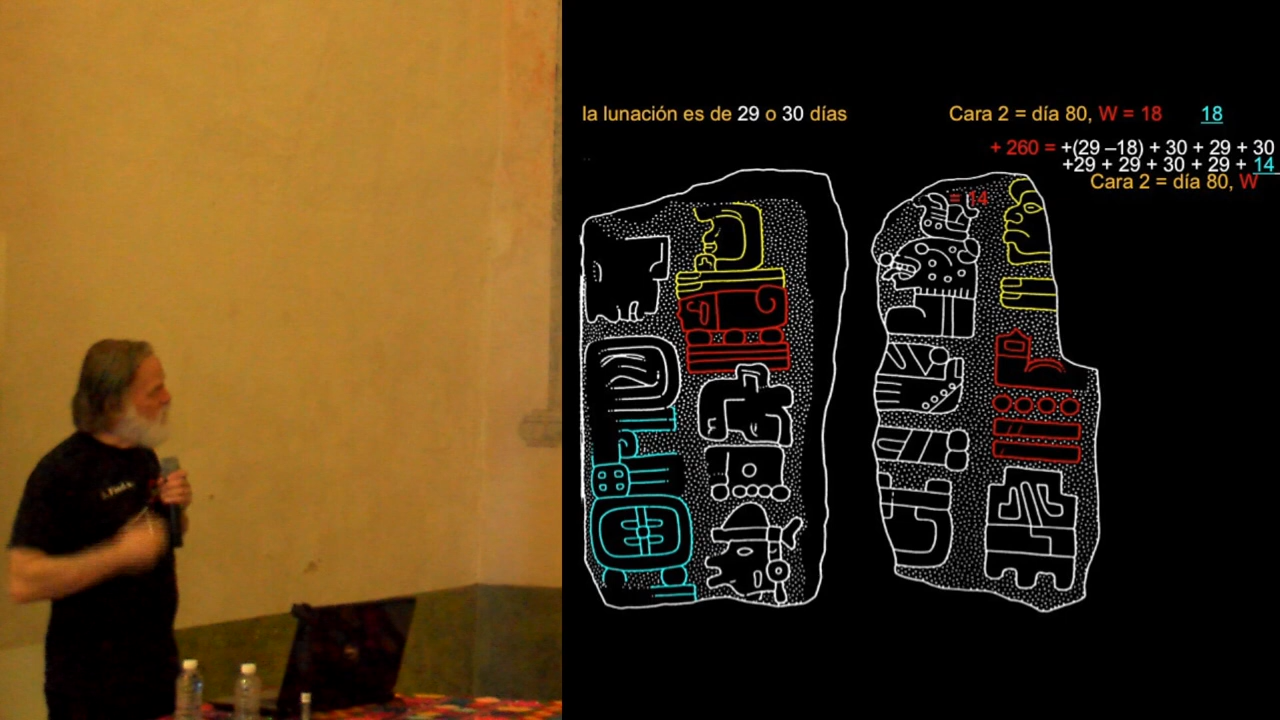 la lunación es de 29 o 30 días
Cara 2 = día 80, W = 18 18
+ 260 = +(29 –18) + 30 + 29 + 30
+29 + 29 + 30 + 29 + 14
Cara 2 = día 80, W
= 14